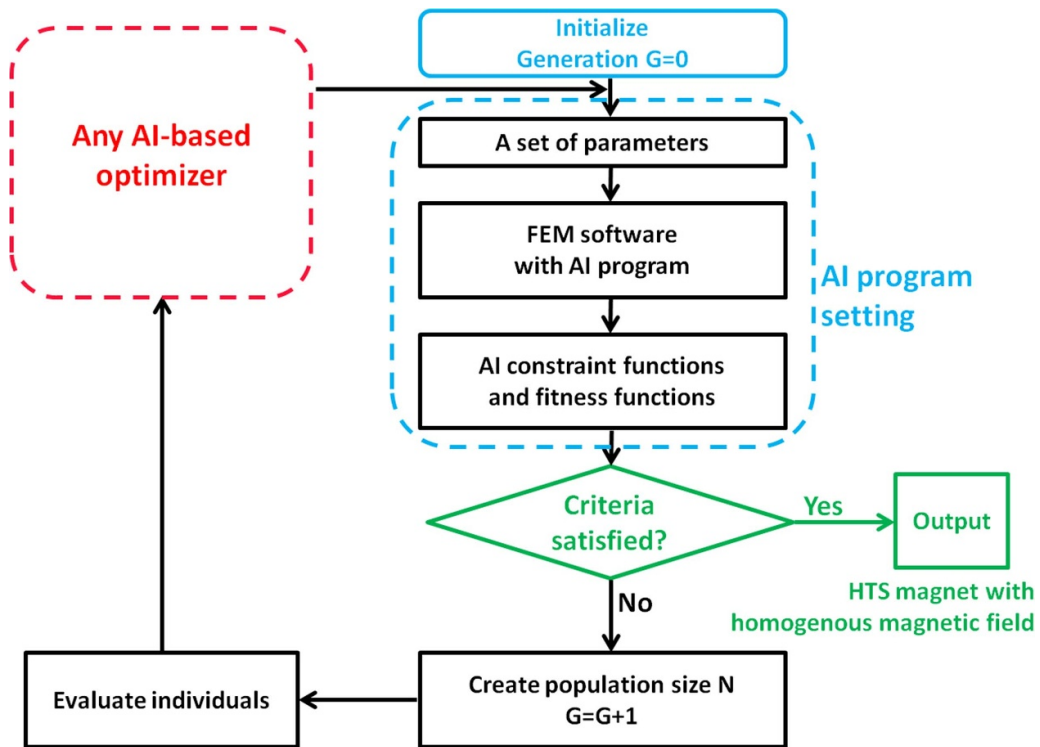 Initialize
Generation G=0
Any AI-based
optimizer
A set of parameters
FEM software
with AI program
AI program
setting
AI constraint functions
and fitness functions
Criteria
satisfied?
Yes
Output
HTS magnet with
homogenous magnetic field
No
Evaluate individuals
Create population size N
G=G+1